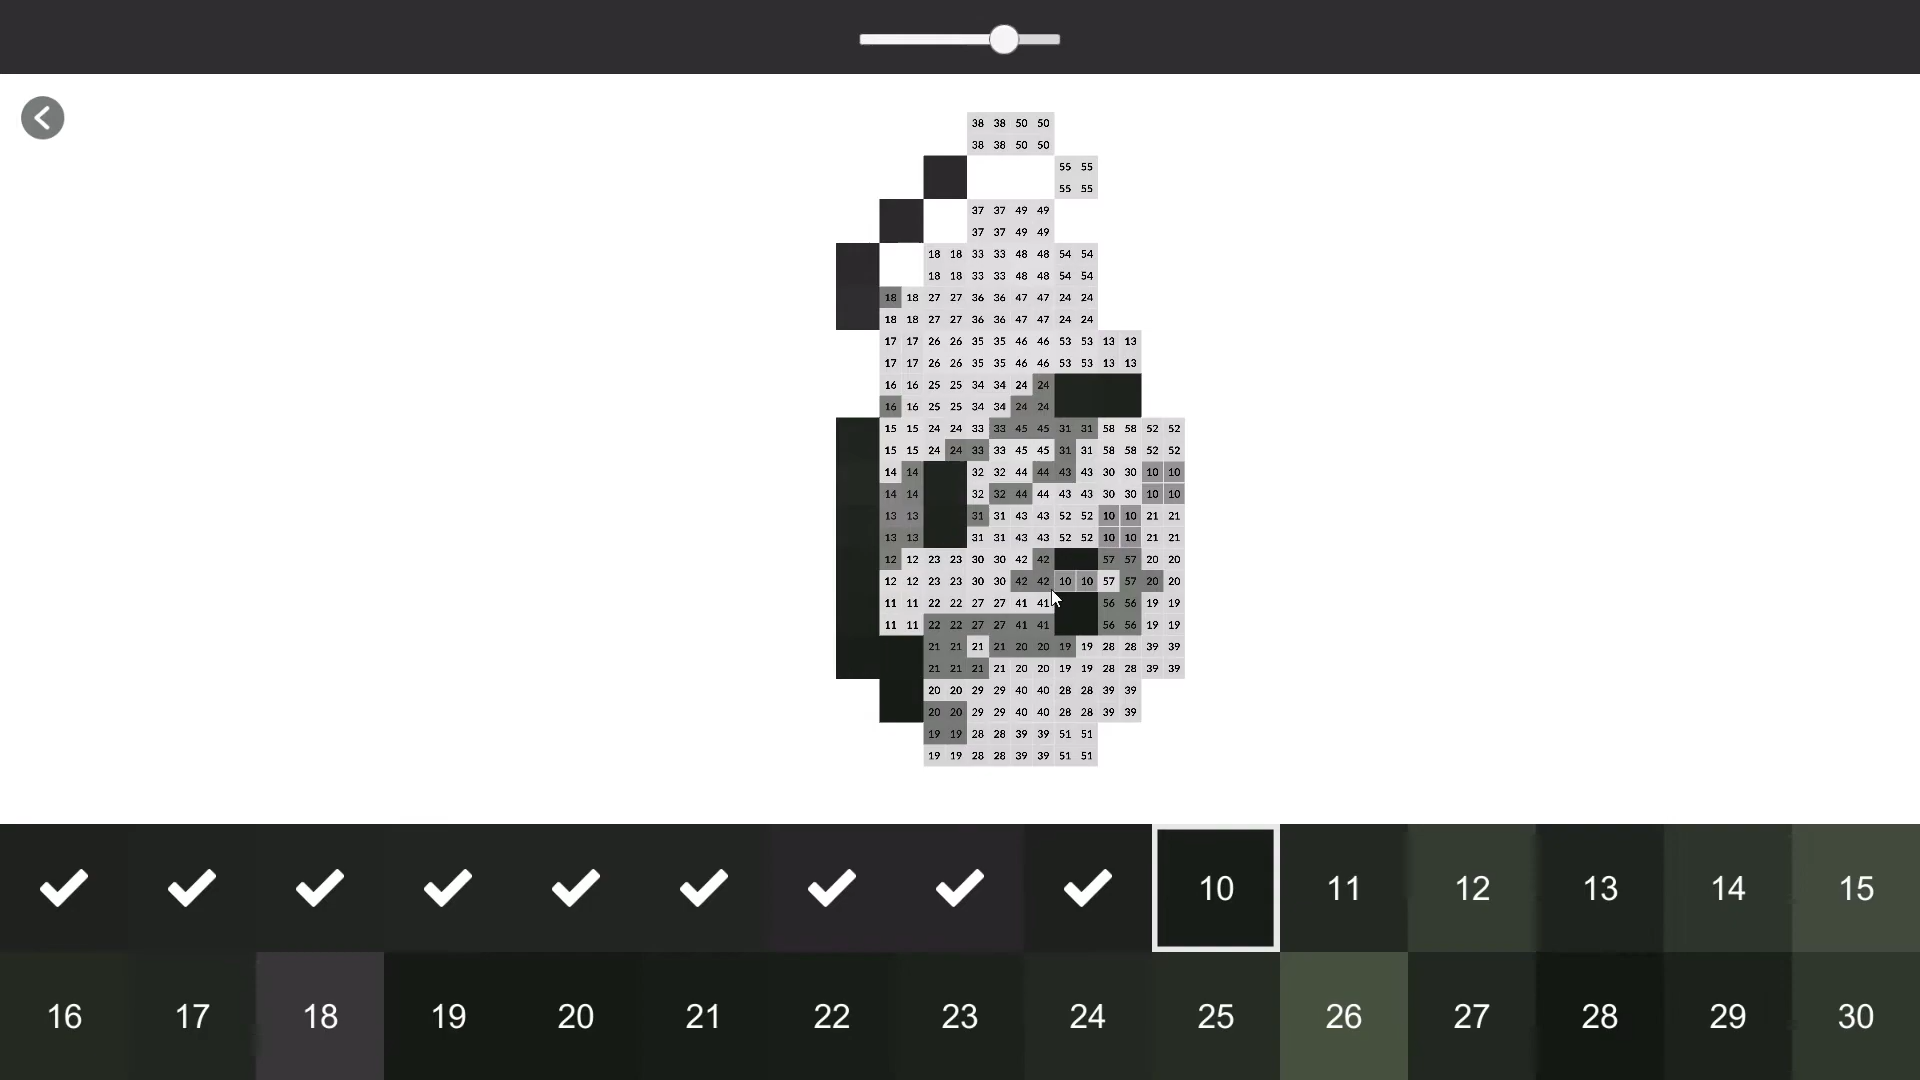 38 38 50 50
38 38 50 50
55 55
55 55
37 37 49 49
37 37 49 49
18 18 33 33 48 48 54 54
18 18 33 33 48 48 54 54
18 18 27 27 36 36 47 47 24 24
18 18 27 27 36 36 47 47 24 24
17 17 26 26 35 35 46 46 53 53 13 13
17 17 26 26 35 35 46 46 53 53 13 13
16 16 25 25 34 34 24 24
16 16 25 25 34 34 24 24
15 15 24 24 33 33 45 45 31 31 58 58 52 52
15 15 24 24 33 33 45 45 31 31 58 58 52 52
14 14 32 32 44 44 43 43 30 30 10 10
14 14 32 32 44 44 43 43 30 30 10 10
13 13 31 31 43 43 52 52 10 10 21 21
13 13 31 31 43 43 52 52 10 10 21 21
12 12 23 23 30 30 42 42 57 57 20 20
12 12 23 23 30 30 42 42 10 10 57 57 20 20
11 11 22 22 27 27 41 41 56 56 19 19
11 11 22 22 27 27 41 41 56 56 19 19
21 21 21 21 20 20 19 19 28 28 39 39
21 21 21 21 20 20 19 19 28 28 39 39
20 20 29 29 40 40 28 28 39 39
20 20 29 29 40 40 28 28 39 39
19 19 28 28 39 39 51 51
19 19 28 28 39 39 51 51
10 11 12 13 14 15
16 17 18 19 20 21 22 23 24 25 26 27 28 29 30